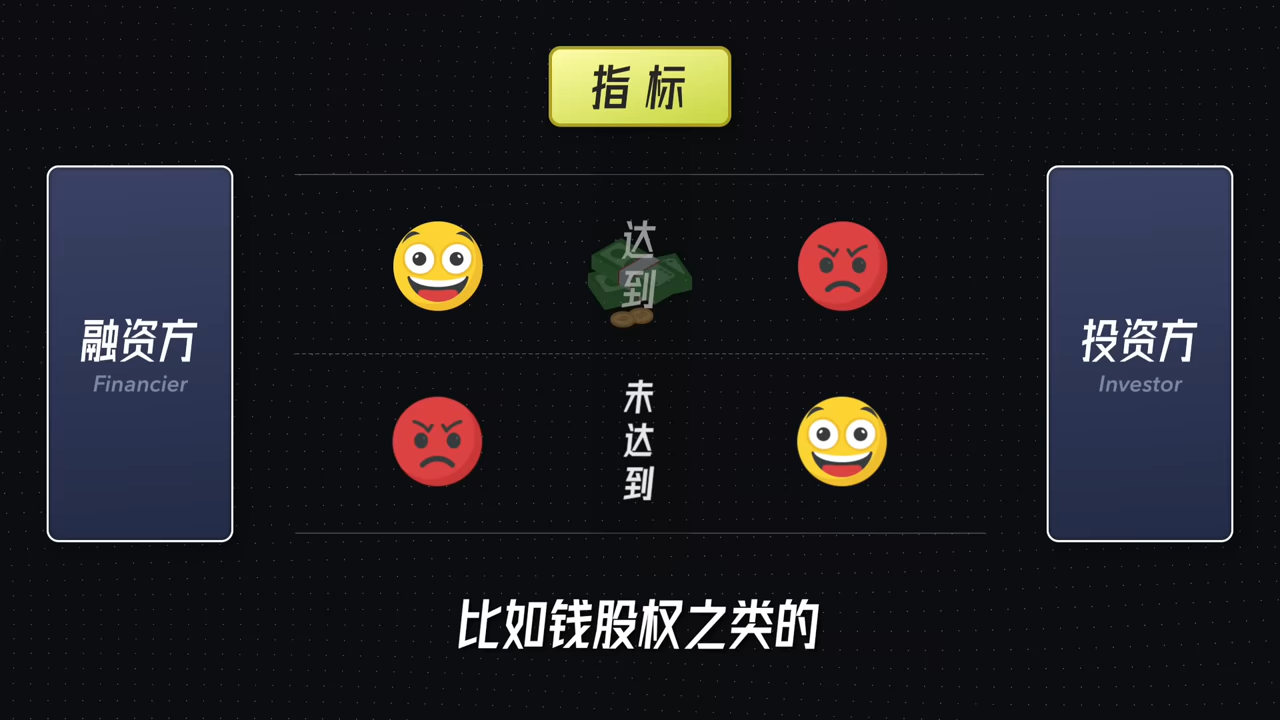 指标
融资方
Financier
达到
未达到
投资方
Investor
比如钱股权之类的